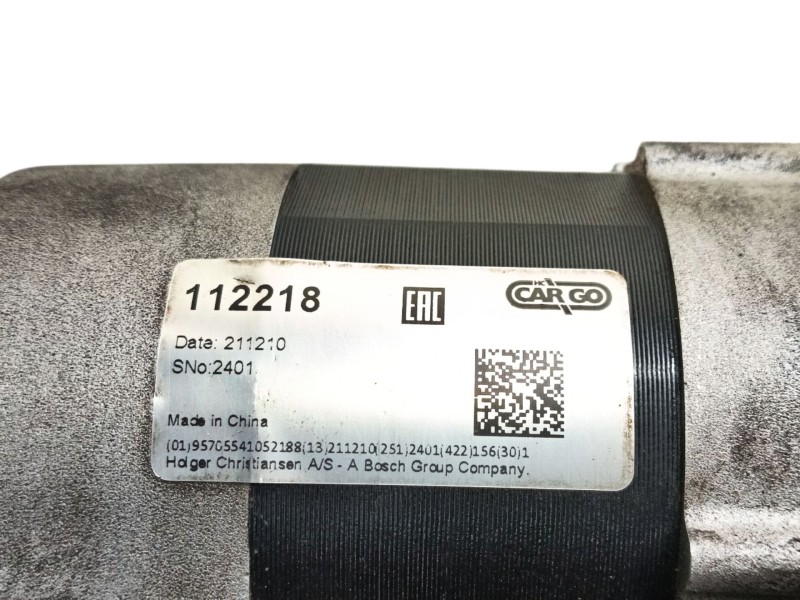 112218
EAC
HC
CARGO
Date: 211210
SNo:2401
Made in China
(01)95705541052188(13)211210(251)2401(422)156(30)1
Holger Christiansen A/S - A Bosch Group Company.